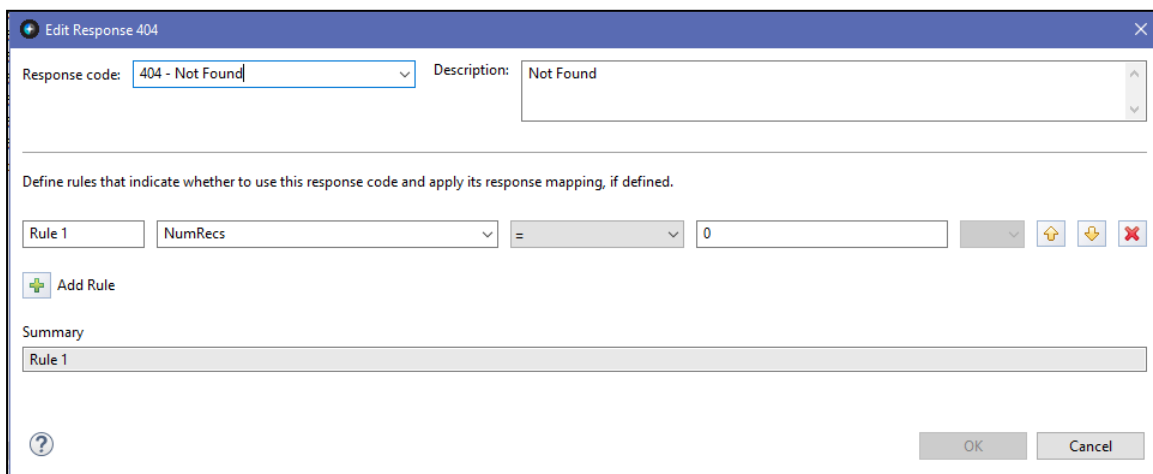 Edit Response 404
Response code: 404 - Not Found Description: Not Found
Define rules that indicate whether to use this response code and apply its response mapping, if defined.
Rule 1 NumRecs = 0
Add Rule
Summary
Rule 1
? OK Cancel